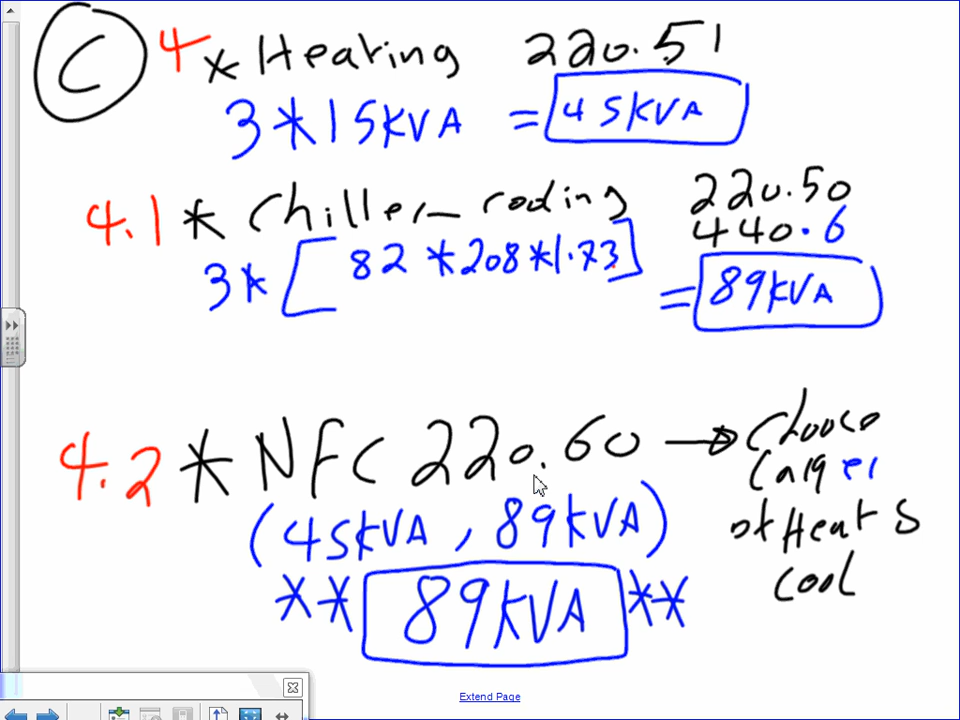 C 4 * Heating 220.51
3 * 15KVA = 45KVA
4.1 * Chiller - cooling 220.50
440.6
3 * [ 82 * 208 * 1.73 ]
= 89KVA
4.2 * NFC 220.60 → Choose
Larger
of Heat &
Cool
(45KVA, 89KVA)
** 89KVA **
Extend Page